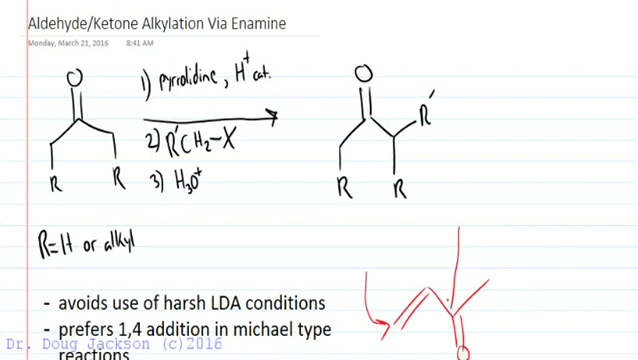 Aldehyde/Ketone Alkylation Via Enamine
Monday, March 21, 2016 8:41 AM
O
1) pyrrolidine, H⁺ cat.
2) R'CH₂-X
3) H₃O⁺
R R
O
R'
R R
R=H or alkyl
- avoids use of harsh LDA conditions
- prefers 1,4 addition in michael type
reactions
O
Dr. Doug Jackson (c)2016